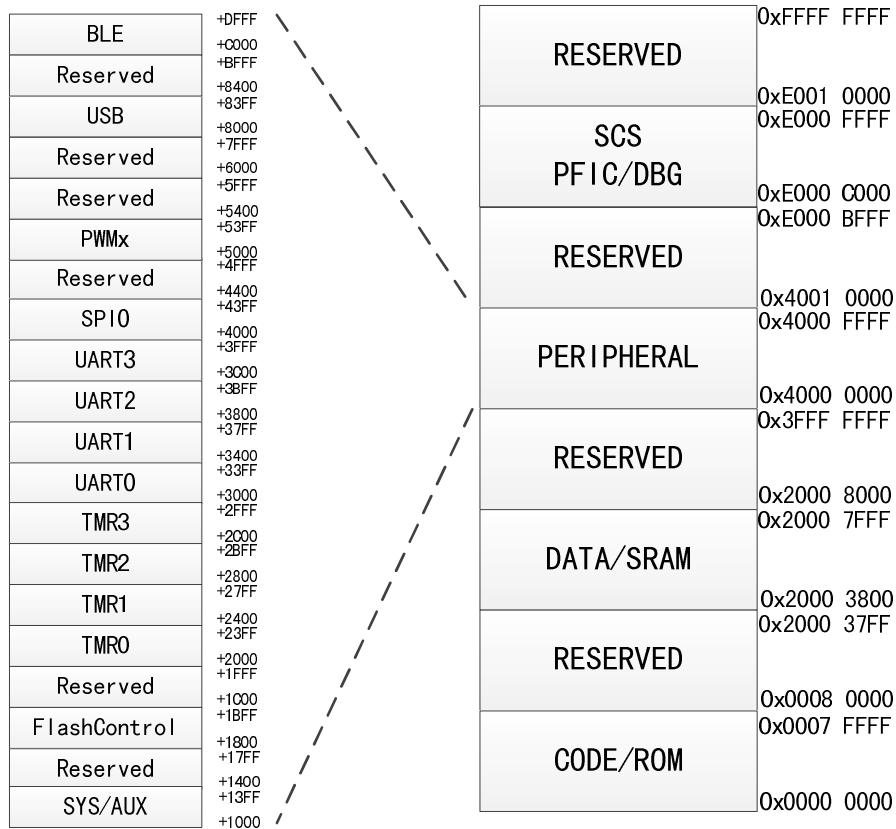 BLE
+DFFF
+C000
Reserved
+BFFF
+8400
USB
+83FF
+8000
Reserved
+7FFF
+6000
Reserved
+5FFF
+5400
PWMx
+53FF
+5000
Reserved
+4FFF
+4400
SPI0
+43FF
+4000
UART3
+3FFF
+3C00
UART2
+3BFF
+3800
UART1
+37FF
+3400
UART0
+33FF
+3000
TMR3
+2FFF
+2C00
TMR2
+2BFF
+2800
TMR1
+27FF
+2400
TMR0
+23FF
+2000
Reserved
+1FFF
+1C00
FlashControl
+1BFF
+1800
Reserved
+17FF
+1400
SYS/AUX
+13FF
+1000
RESERVED
0xFFFF FFFF
0xE001 0000
SCS
PFIC/DBG
0xE000 FFFF
0xE000 C000
RESERVED
0xE000 BFFF
0x4001 0000
PERIPHERAL
0x4000 FFFF
0x4000 0000
RESERVED
0x3FFF FFFF
0x2000 8000
DATA/SRAM
0x2000 7FFF
0x2000 3800
RESERVED
0x2000 37FF
0x0008 0000
CODE/ROM
0x0007 FFFF
0x0000 0000